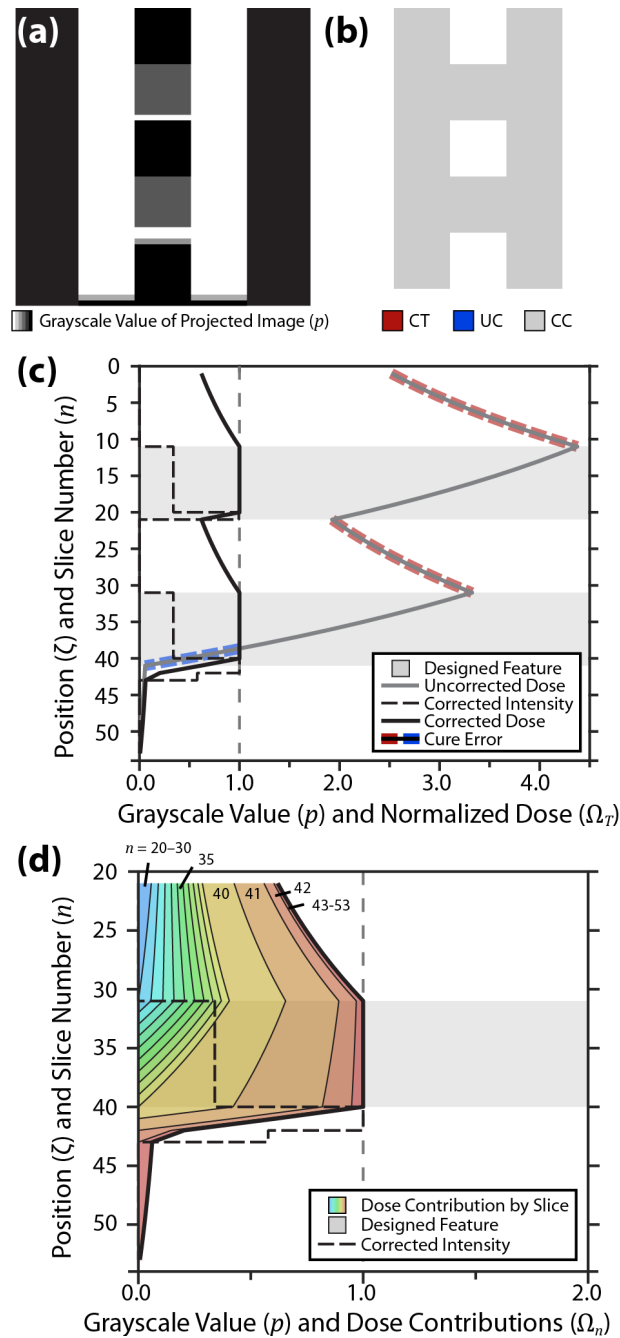 (a)
(b)
Grayscale Value of Projected Image (p)
CT
UC
CC
(c)
Position (ζ) and Slice Number (n)
0
5
10
15
20
25
30
35
40
45
50
Designed Feature
Uncorrected Dose
Corrected Intensity
Corrected Dose
Cure Error
0.0
1.0
2.0
3.0
4.0
Grayscale Value (p) and Normalized Dose (Ω_T)
(d)
n = 20–30
35
40
41
42
43-53
Position (ζ) and Slice Number (n)
20
25
30
35
40
45
50
Dose Contribution by Slice
Designed Feature
Corrected Intensity
0.0
1.0
2.0
Grayscale Value (p) and Dose Contributions (Ω_n)